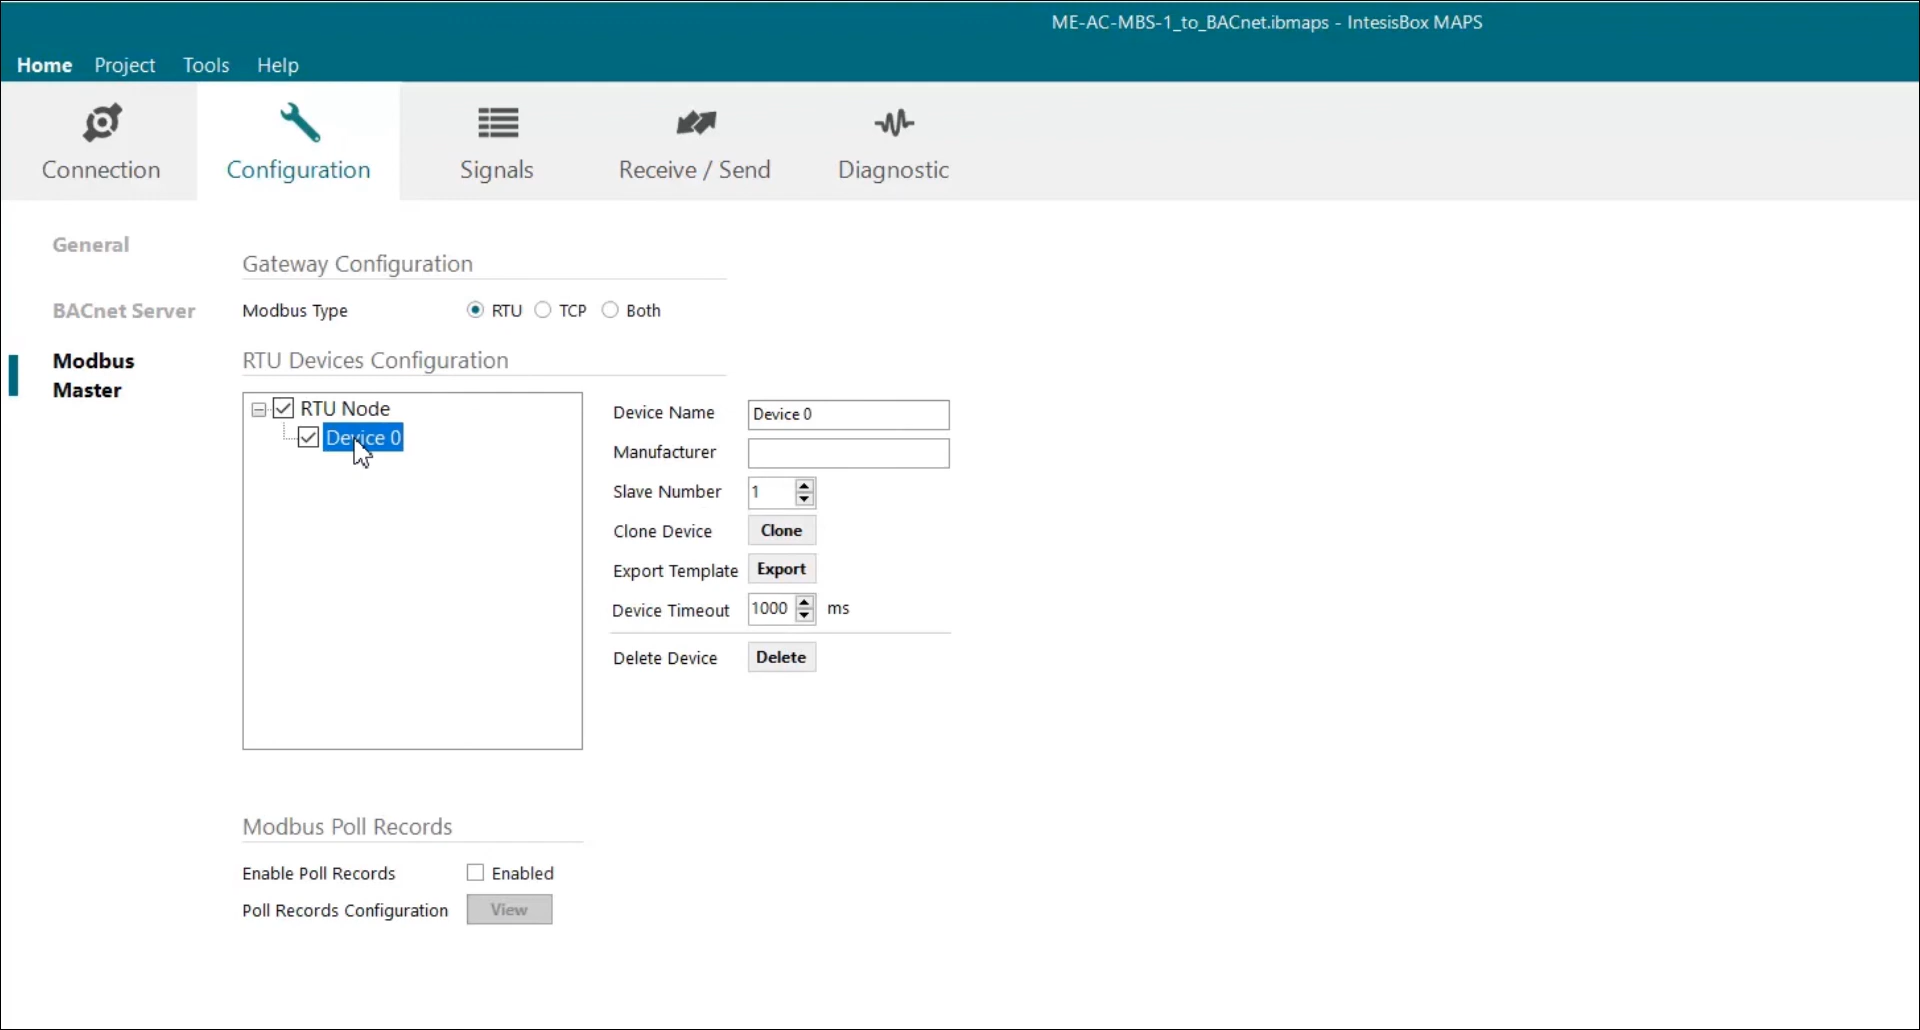 ME-AC-MBS-1_to_BACnet.ibmaps - IntesisBox MAPS
Home Project Tools Help
Connection Configuration Signals Receive / Send Diagnostic
General
BACnet Server
Modbus
Master
Gateway Configuration
Modbus Type RTU TCP Both
RTU Devices Configuration
RTU Node
Device 0
Device Name Device 0
Manufacturer
Slave Number 1
Clone Device Clone
Export Template Export
Device Timeout 1000 ms
Delete Device Delete
Modbus Poll Records
Enable Poll Records Enabled
Poll Records Configuration View